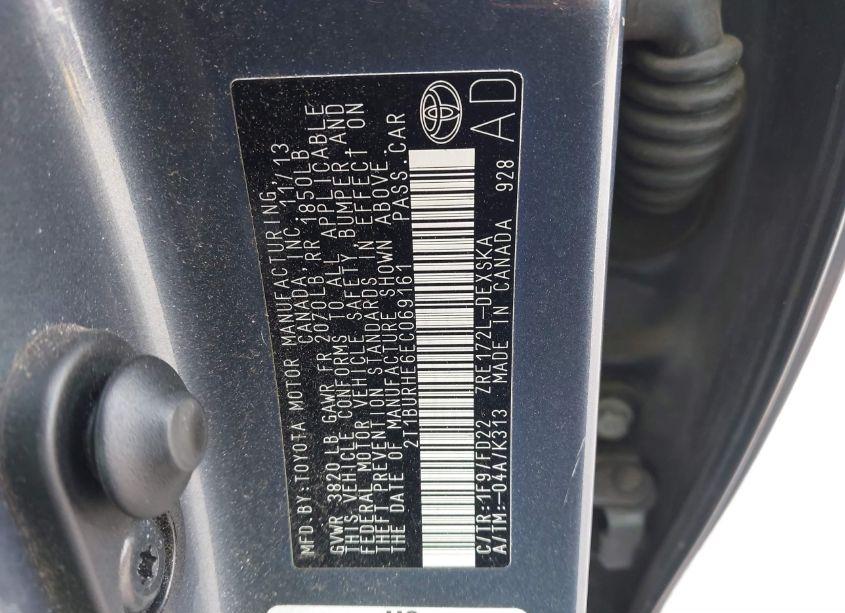 MFD.BY:TOYOTA MOTOR MANUFACTURING,
CANADA, INC. 11/13
GVWR 3820LB GAWR FR 2070LB,RR 1850LB
THIS VEHICLE CONFORMS TO ALL APPLICABLE
FEDERAL MOTOR VEHICLE SAFETY, BUMPER AND
THEFT PREVENTION STANDARDS IN EFFECT ON
THE DATE OF MANUFACTURE SHOWN ABOVE.
2T1BURHE6EC069161 PASS.CAR
C/TR:1F9/FD22 ZRE172L-DEXSKA
A/TM:-04A/K313 MADE IN CANADA 928
AD